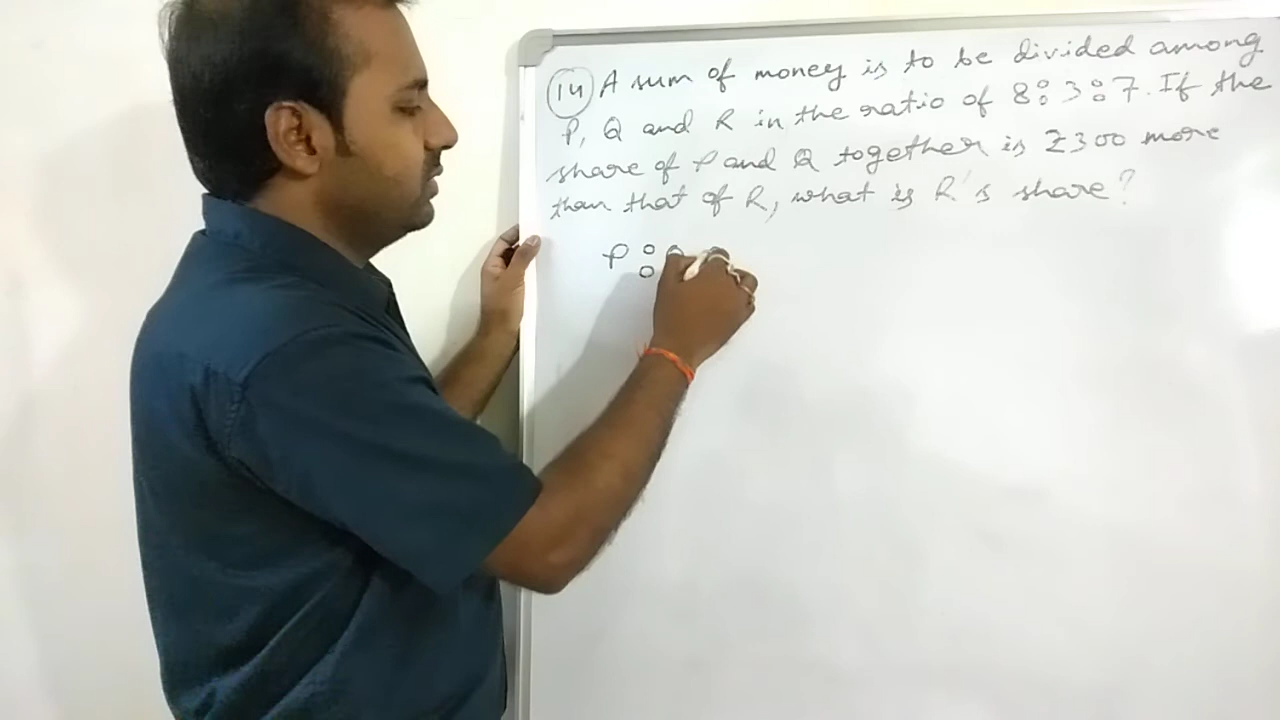 (14) A sum of money is to be divided among
P, Q and R in the ratio of 8:3:7. If the
share of P and Q together is ₹300 more
than that of R, what is R's share?
P :